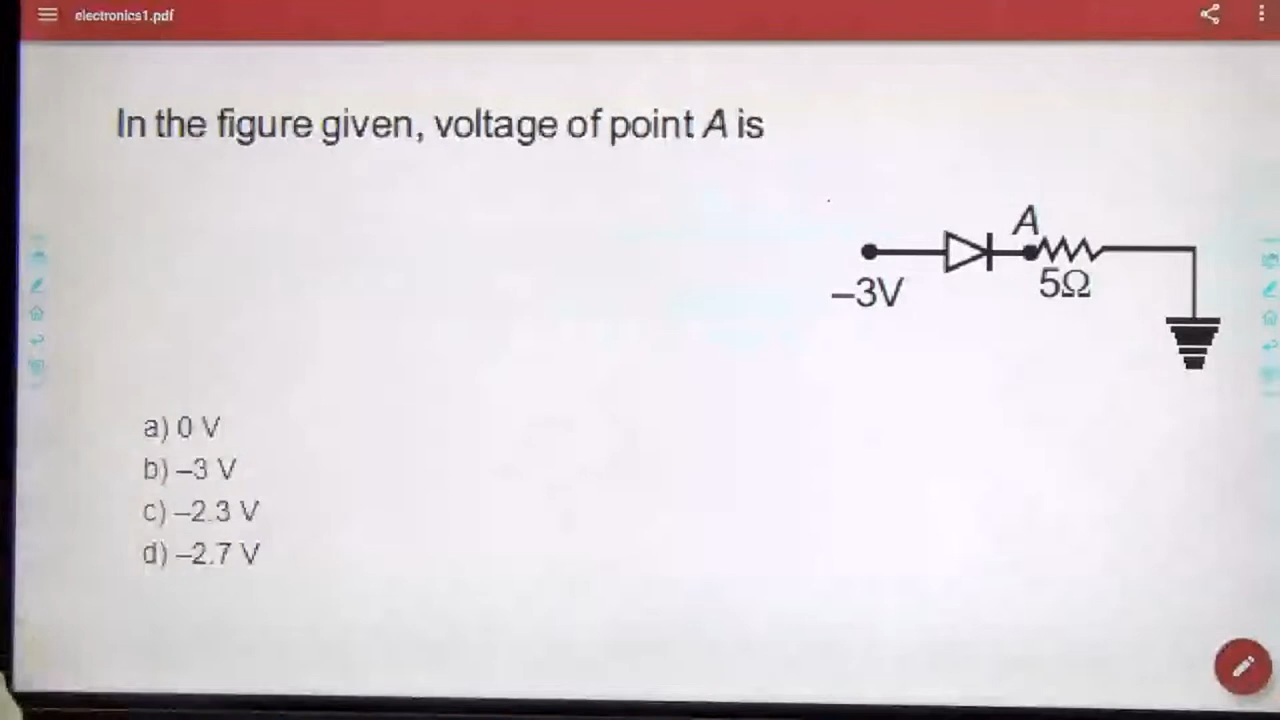 electronics1.pdf
In the figure given, voltage of point A is
A
–3V
5Ω
a) 0 V
b) –3 V
c) –2.3 V
d) –2.7 V